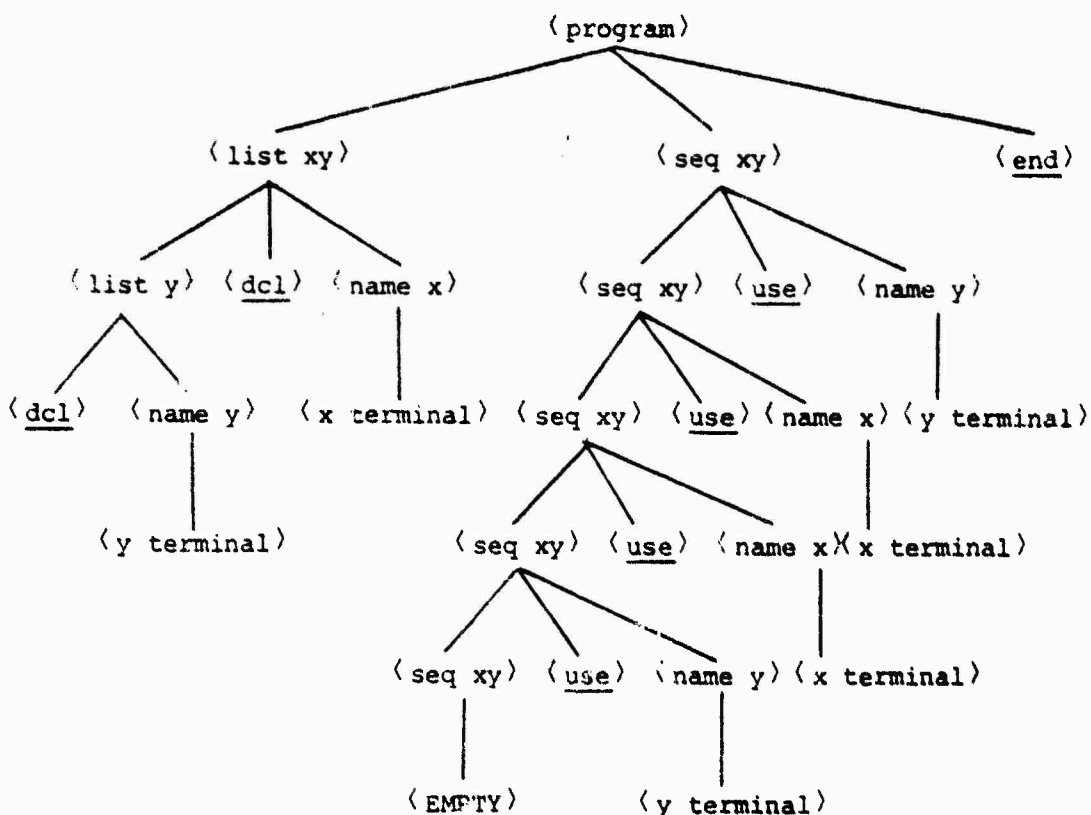 ⟨program⟩
⟨list xy⟩ ⟨seq xy⟩ ⟨end⟩
⟨list y⟩ ⟨dcl⟩ ⟨name x⟩ ⟨seq xy⟩ ⟨use⟩ ⟨name y⟩
⟨dcl⟩ ⟨name y⟩ ⟨x terminal⟩ ⟨seq xy⟩ ⟨use⟩ ⟨name x⟩ ⟨y terminal⟩
⟨y terminal⟩ ⟨seq xy⟩ ⟨use⟩ ⟨name x⟩⟨x terminal⟩
⟨seq xy⟩ ⟨use⟩ ⟨name y⟩ ⟨x terminal⟩
⟨EMPTY⟩ ⟨y terminal⟩